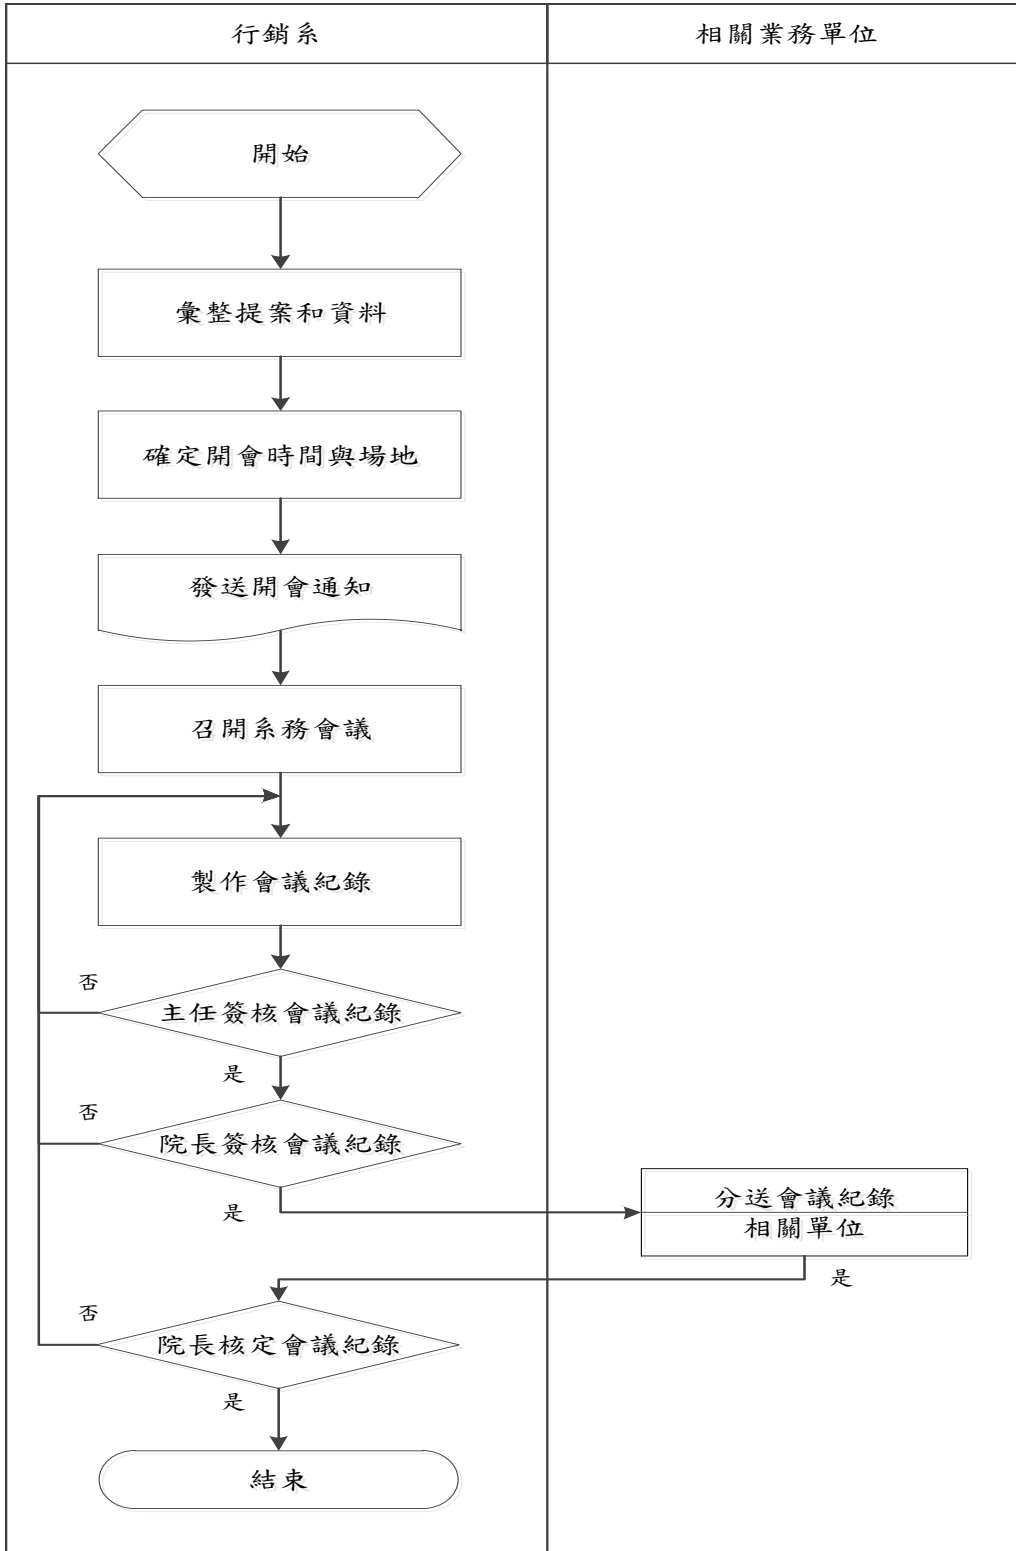 行銷系
相關業務單位
開始
彙整提案和資料
確定開會時間與場地
發送開會通知
召開系務會議
製作會議紀錄
否
主任簽核會議紀錄
是
否
院長簽核會議紀錄
是
分送會議紀錄
相關單位
是
否
院長核定會議紀錄
是
結束